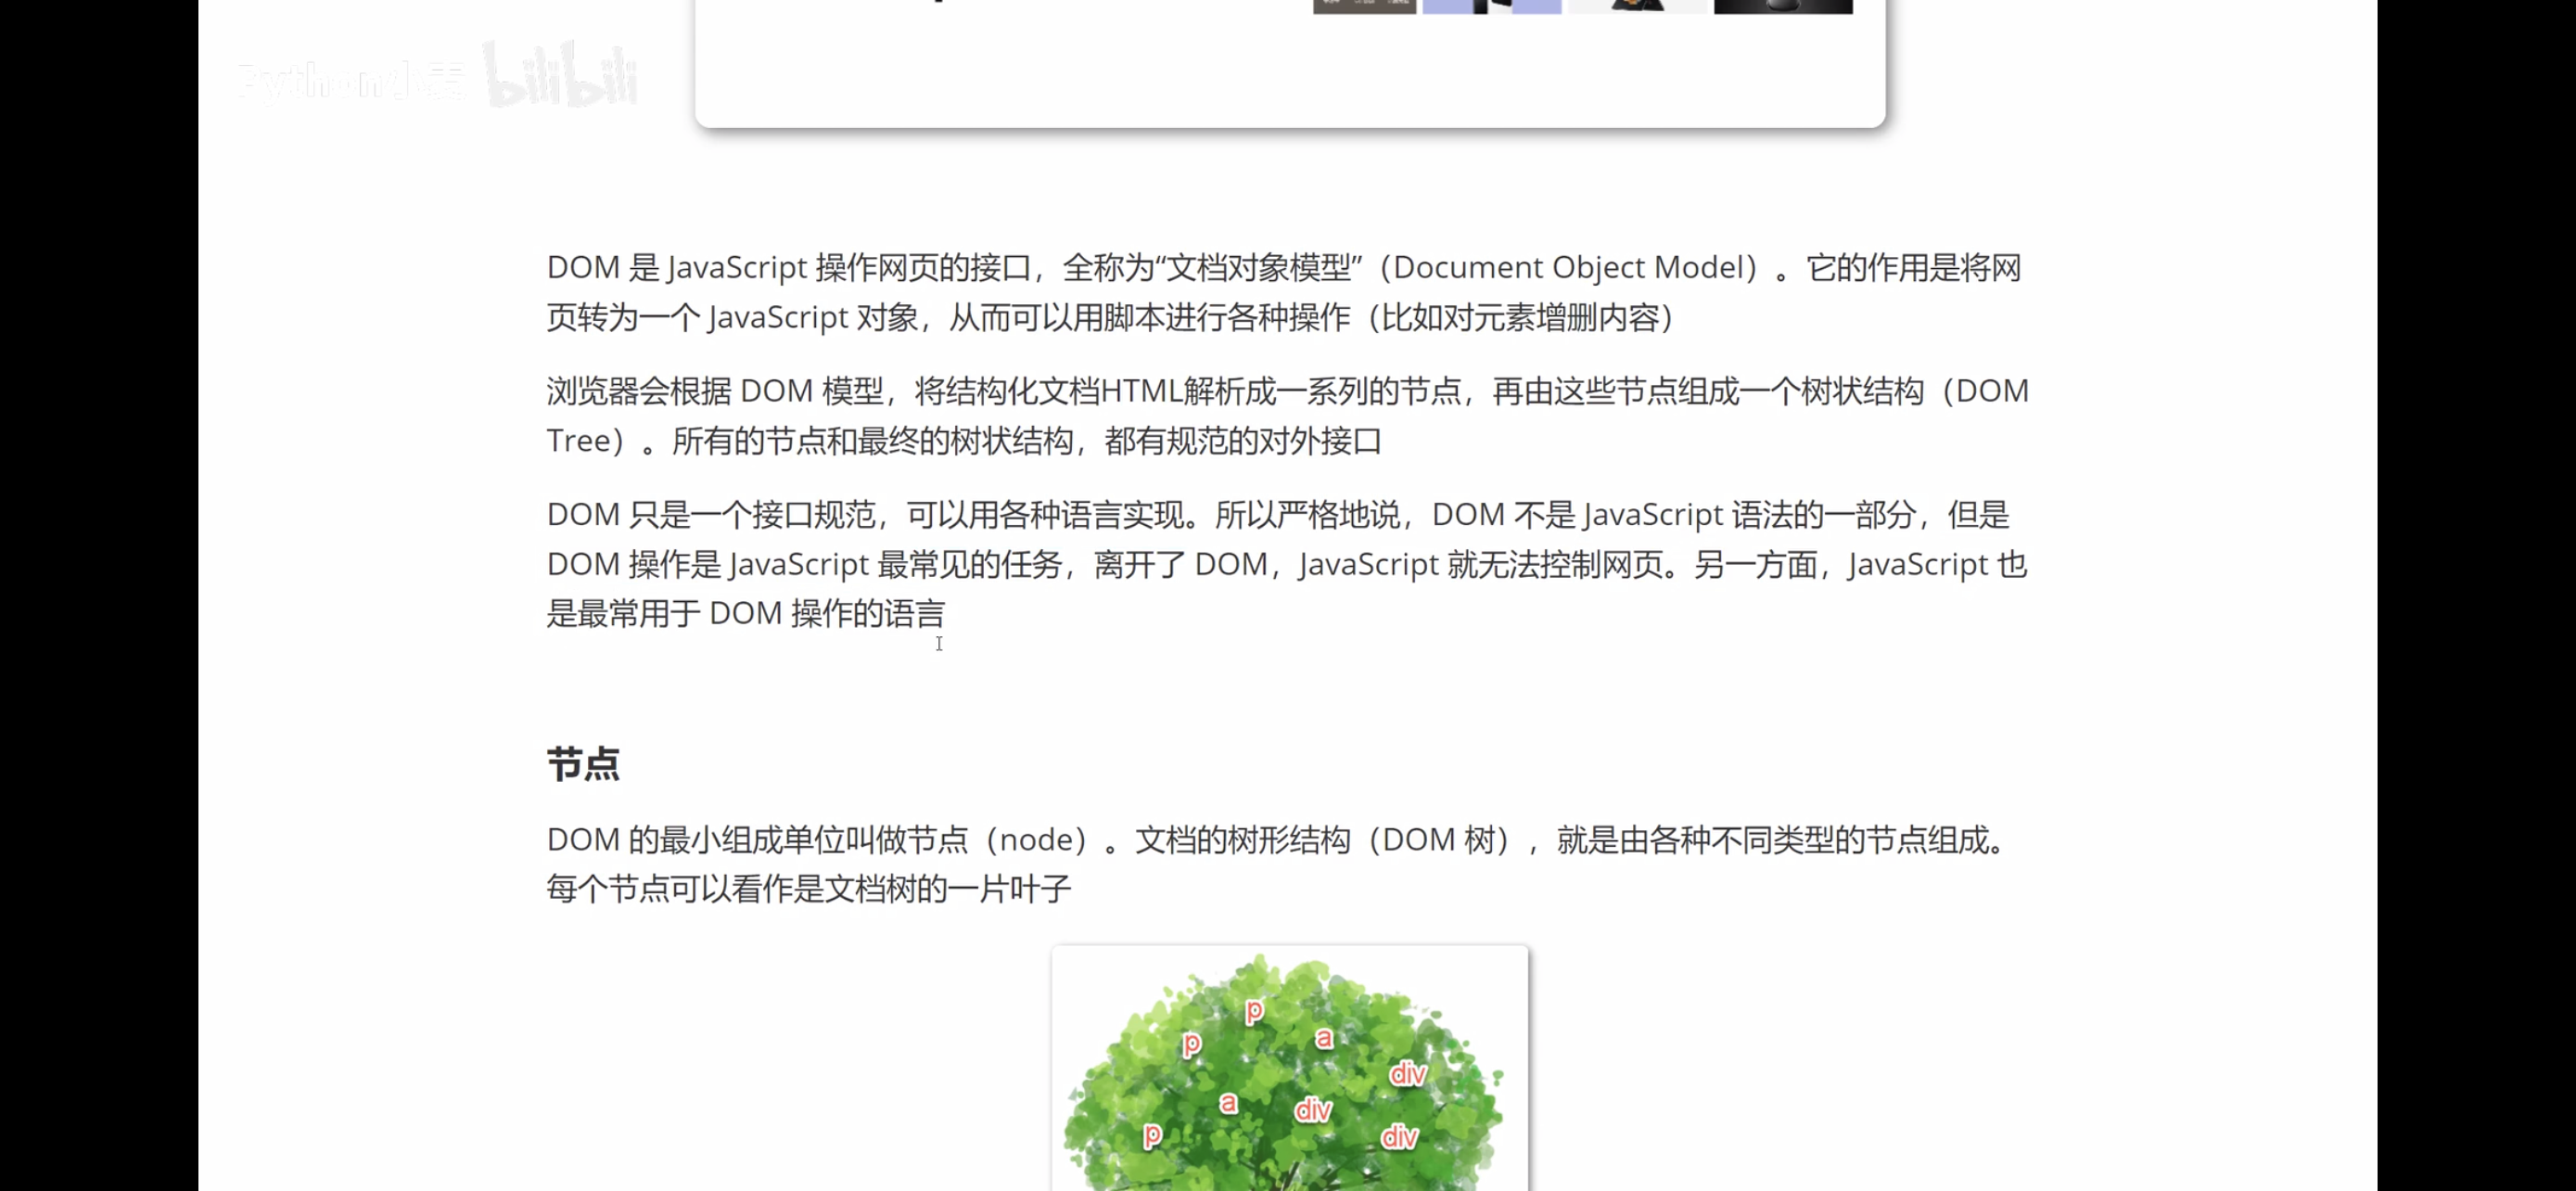 bilibili
DOM 是 JavaScript 操作网页的接口，全称为“文档对象模型”（Document Object Model）。它的作用是将网
页转为一个 JavaScript 对象，从而可以用脚本进行各种操作（比如对元素增删内容）
浏览器会根据 DOM 模型，将结构化文档HTML解析成一系列的节点，再由这些节点组成一个树状结构（DOM
Tree）。所有的节点和最终的树状结构，都有规范的对外接口
DOM 只是一个接口规范，可以用各种语言实现。所以严格地说，DOM 不是 JavaScript 语法的一部分，但是
DOM 操作是 JavaScript 最常见的任务，离开了 DOM，JavaScript 就无法控制网页。另一方面，JavaScript 也
是最常用于 DOM 操作的语言
节点
DOM 的最小组成单位叫做节点（node）。文档的树形结构（DOM 树），就是由各种不同类型的节点组成。
每个节点可以看作是文档树的一片叶子
p
p
a
div
a
div
p
div